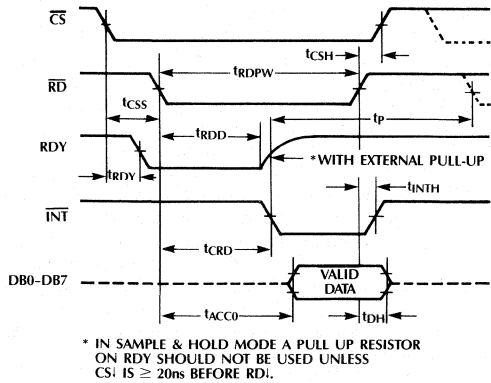 CS
tCSH
tRDPW
RD
tCSS
tP
RDY
tRDD
* WITH EXTERNAL PULL-UP
tRDY
tINTH
INT
tCRD
DB0–DB7
VALID
DATA
tACC0
tDH
* IN SAMPLE & HOLD MODE A PULL UP RESISTOR
ON RDY SHOULD NOT BE USED UNLESS
CS↓ IS ≥ 20ns BEFORE RD↓.